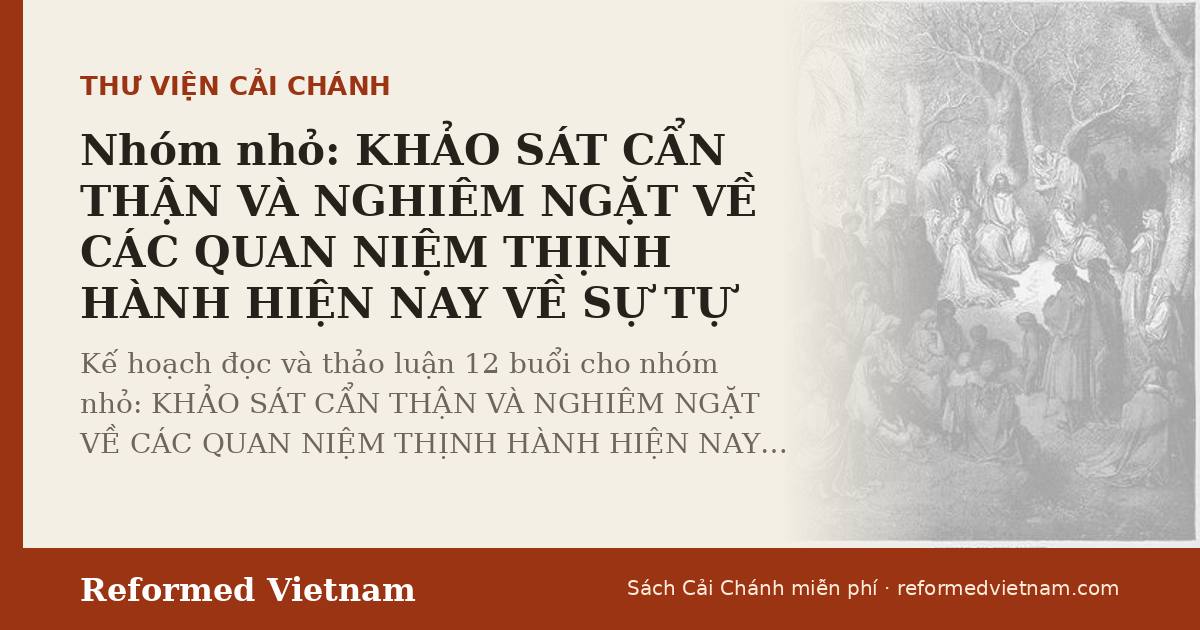 THƯ VIỆN CẢI CHÁNH
Nhóm nhỏ: KHẢO SÁT CẨN
THẬN VÀ NGHIÊM NGẶT VỀ
CÁC QUAN NIỆM THỊNH
HÀNH HIỆN NAY VỀ SỰ TỰ
Kế hoạch đọc và thảo luận 12 buổi cho nhóm
nhỏ: KHẢO SÁT CẨN THẬN VÀ NGHIÊM NGẶT
VỀ CÁC QUAN NIỆM THỊNH HÀNH HIỆN NAY…
Reformed Vietnam
Sách Cải Chánh miễn phí · reformedvietnam.com